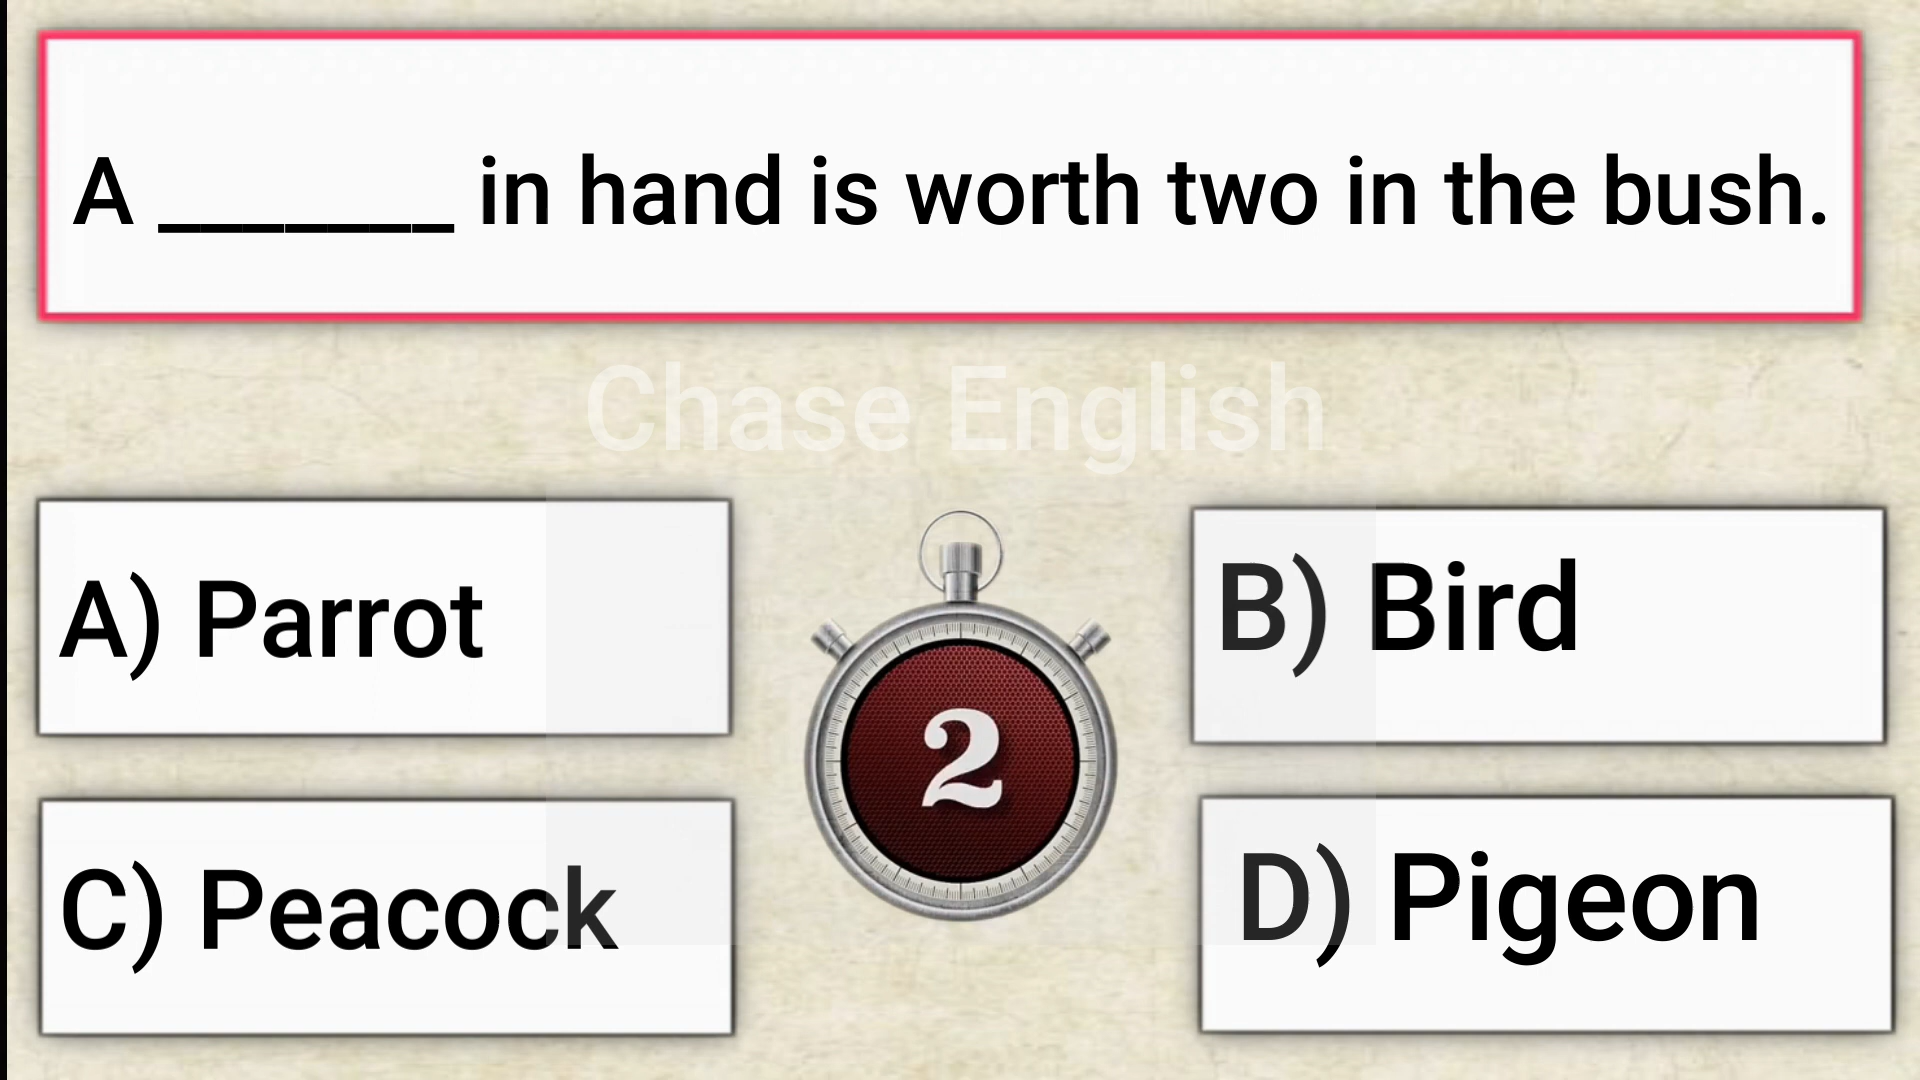 A _______ in hand is worth two in the bush.
Chase English
A) Parrot
B) Bird
2
C) Peacock
D) Pigeon